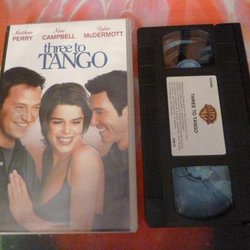 Matthew
PERRY
Neve
CAMPBELL
Dylan
McDERMOTT
three to
TANGO
THREE TO TANGO